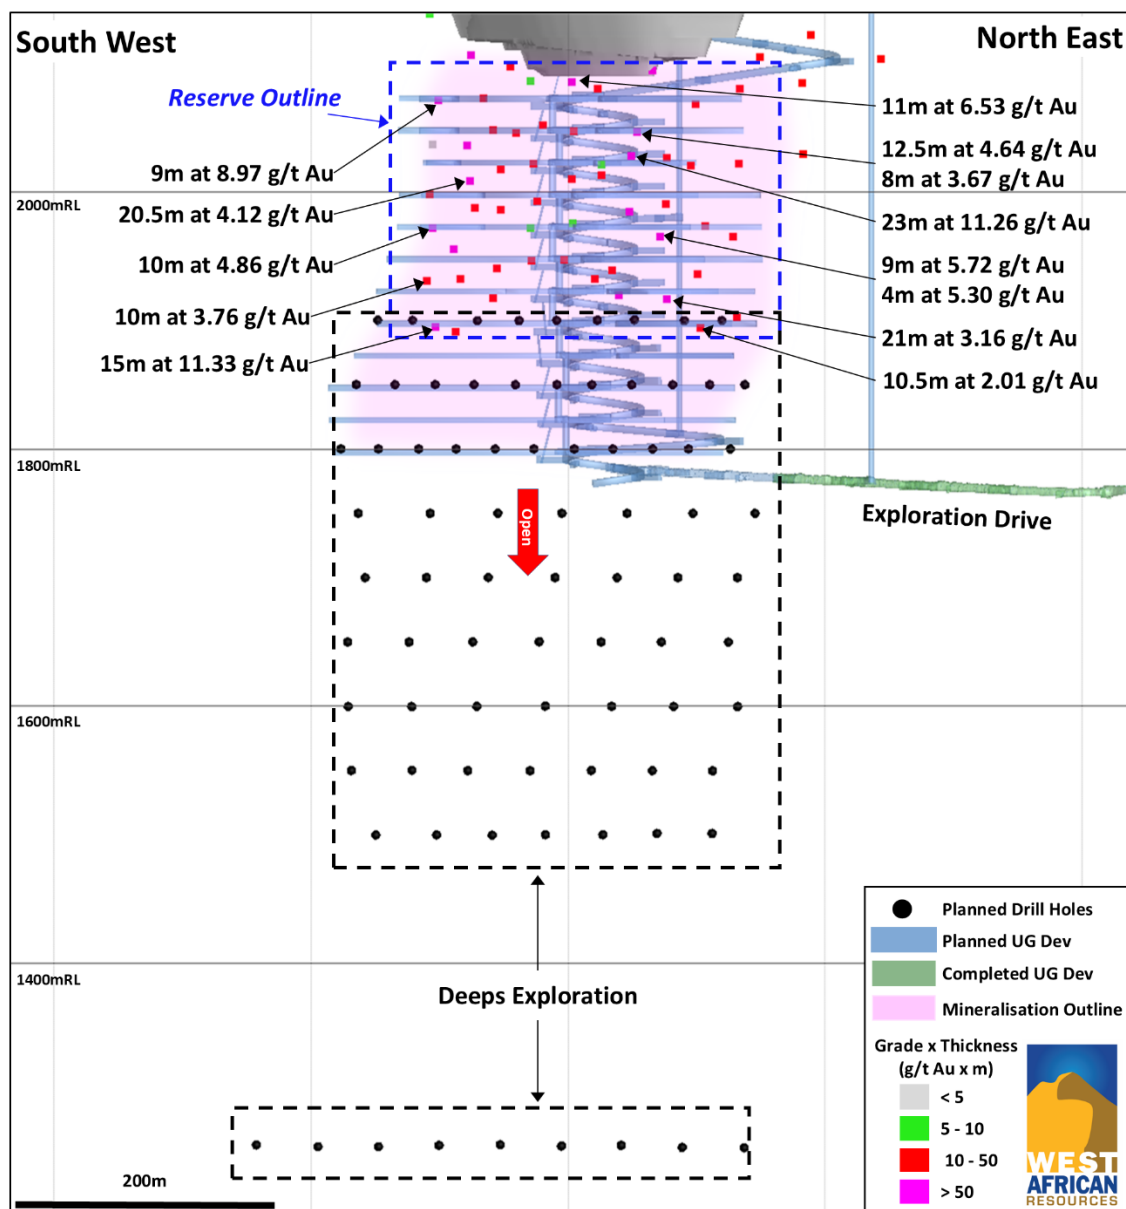 South West
North East
Reserve Outline
11m at 6.53 g/t Au
12.5m at 4.64 g/t Au
9m at 8.97 g/t Au
8m at 3.67 g/t Au
2000mRL
20.5m at 4.12 g/t Au
23m at 11.26 g/t Au
10m at 4.86 g/t Au
9m at 5.72 g/t Au
4m at 5.30 g/t Au
10m at 3.76 g/t Au
21m at 3.16 g/t Au
15m at 11.33 g/t Au
10.5m at 2.01 g/t Au
1800mRL
Open
Exploration Drive
1600mRL
1400mRL
Deeps Exploration
200m
Planned Drill Holes
Planned UG Dev
Completed UG Dev
Mineralisation Outline
Grade x Thickness
(g/t Au x m)
< 5
5 - 10
10 - 50
> 50
WEST
AFRICAN
RESOURCES